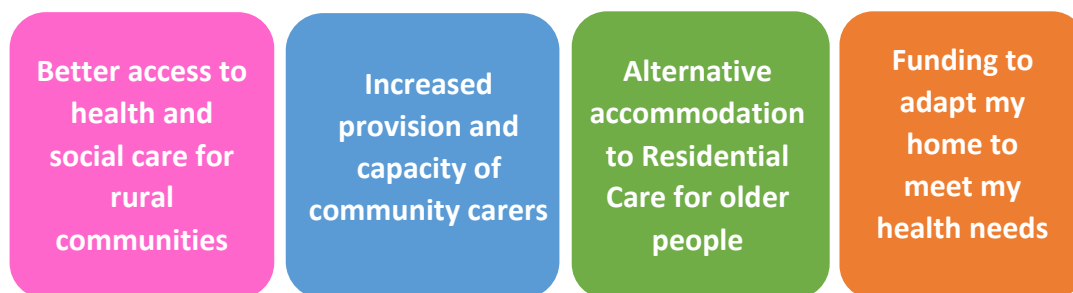 Better access to
health and
social care for
rural
communities
Increased
provision and
capacity of
community carers
Alternative
accommodation
to Residential
Care for older
people
Funding to
adapt my
home to
meet my
health needs